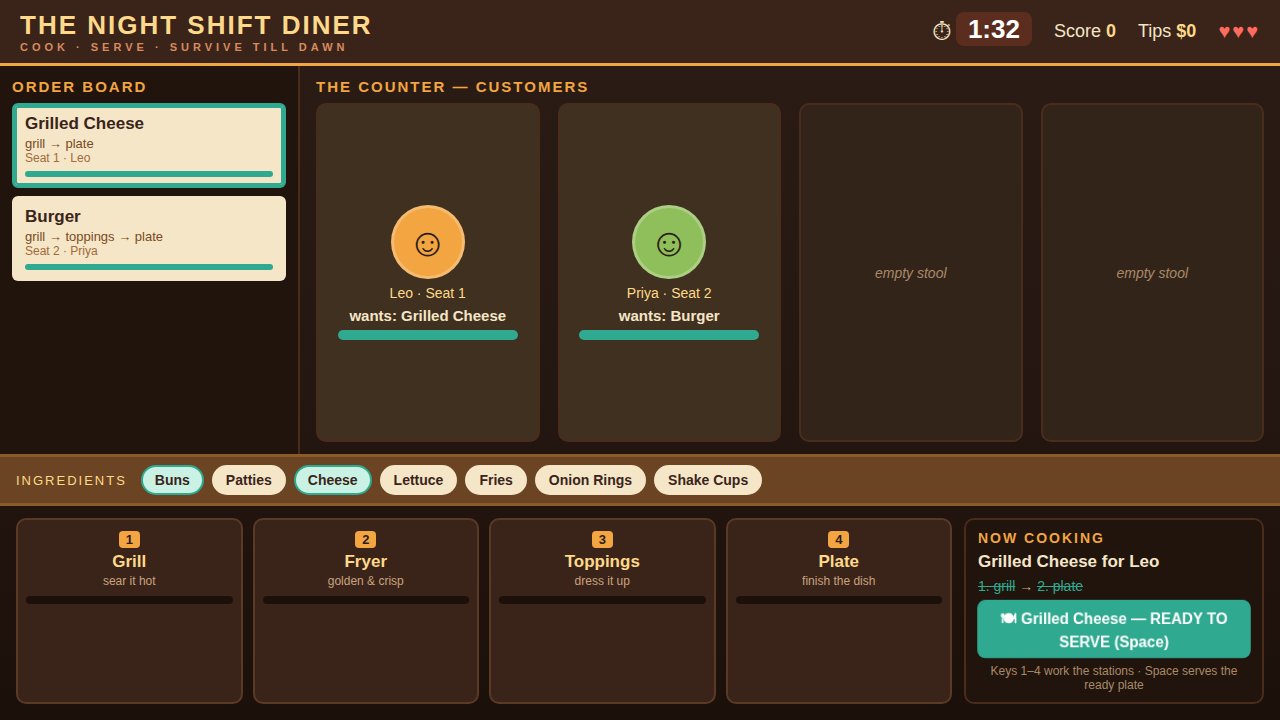 THE NIGHT SHIFT DINER
COOK · SERVE · SURVIVE TILL DAWN
⏱ 1:32 Score 0 Tips $0 ♥♥♥
ORDER BOARD
Grilled Cheese
grill → plate
Seat 1 · Leo
Burger
grill → toppings → plate
Seat 2 · Priya
THE COUNTER — CUSTOMERS
Leo · Seat 1
wants: Grilled Cheese
Priya · Seat 2
wants: Burger
empty stool
empty stool
INGREDIENTS Buns Patties Cheese Lettuce Fries Onion Rings Shake Cups
1
Grill
sear it hot
2
Fryer
golden & crisp
3
Toppings
dress it up
4
Plate
finish the dish
NOW COOKING
Grilled Cheese for Leo
1. grill → 2. plate
🍽 Grilled Cheese — READY TO
SERVE (Space)
Keys 1–4 work the stations · Space serves the
ready plate